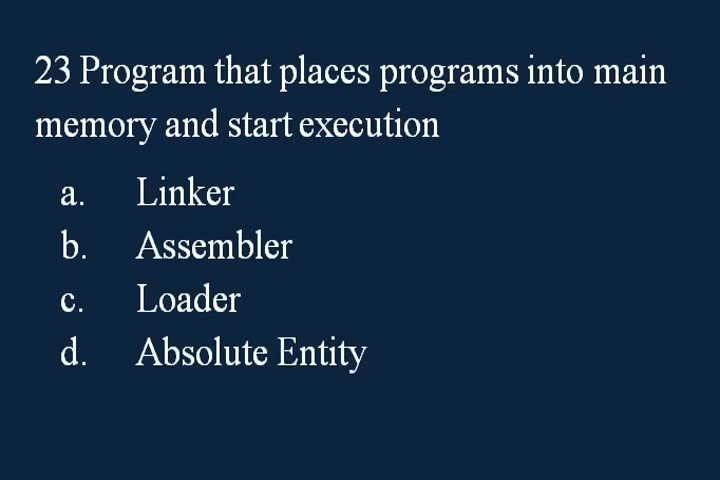 23 Program that places programs into main
memory and start execution
a. Linker
b. Assembler
c. Loader
d. Absolute Entity